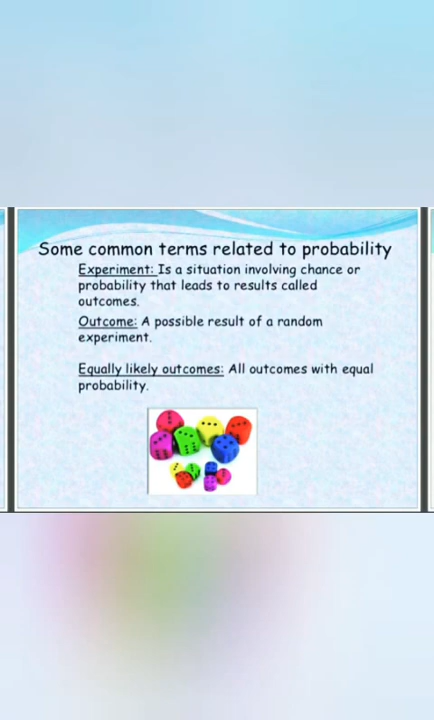 Some common terms related to probability
Experiment: Is a situation involving chance or
probability that leads to results called
outcomes.
Outcome: A possible result of a random
experiment.
Equally likely outcomes: All outcomes with equal
probability.